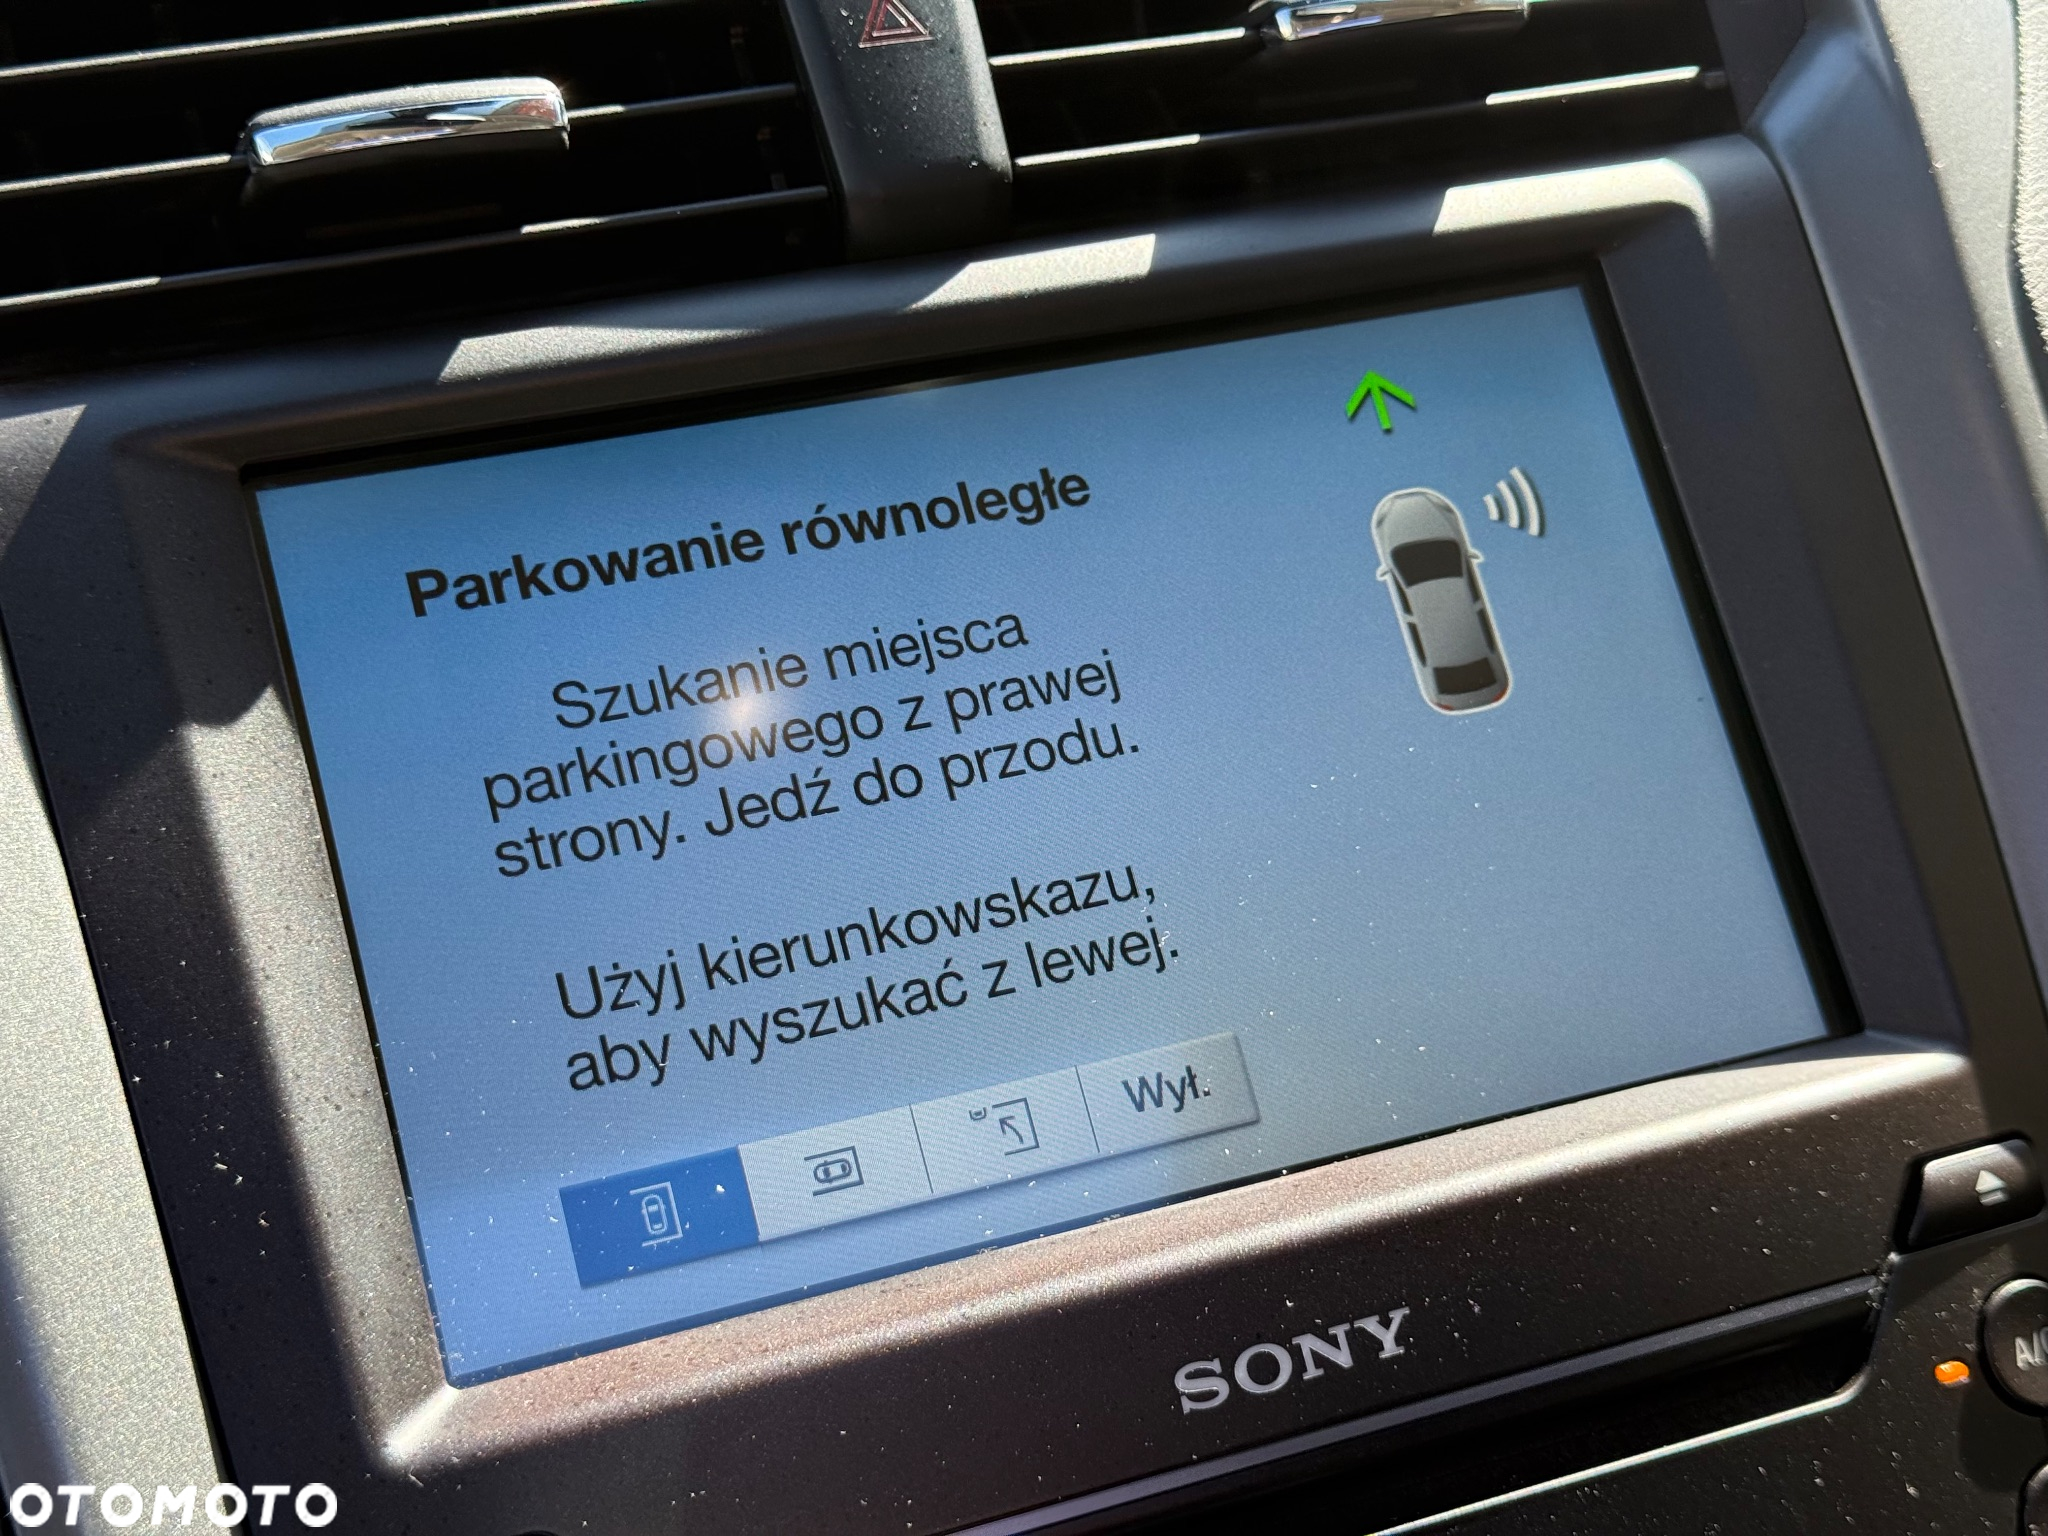 Parkowanie równoległe
Szukanie miejsca
parkingowego z prawej
strony. Jedź do przodu.
Użyj kierunkowskazu,
aby wyszukać z lewej.
Wył.
SONY
OTOMOTO